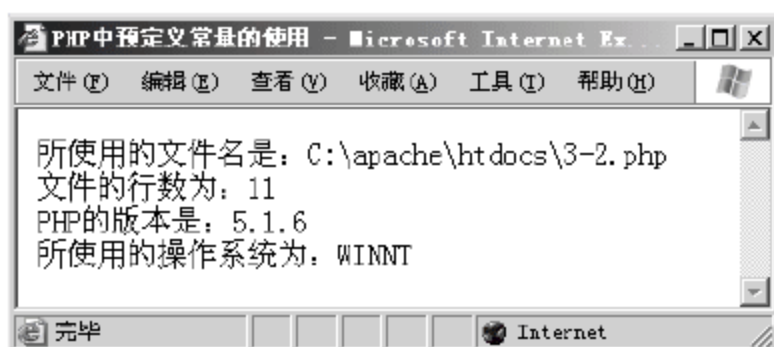 PHP中预定义常量的使用 - Microsoft Internet Ex...
文件(F) 编辑(E) 查看(V) 收藏(A) 工具(T) 帮助(H)
所使用的文件名是：C:\apache\htdocs\3-2.php
文件的行数为：11
PHP的版本是：5.1.6
所使用的操作系统为：WINNT
完毕 Internet